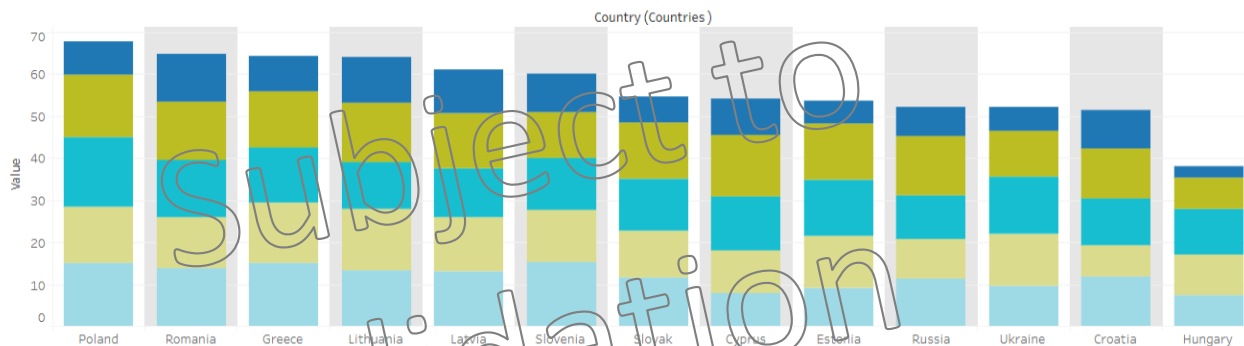 Country (Countries )
70
60
50
40
30
20
10
0
Value
Poland Romania Greece Lithuania Latvia Slovenia Slovak Cyprus Estonia Russia Ukraine Croatia Hungary
subject to